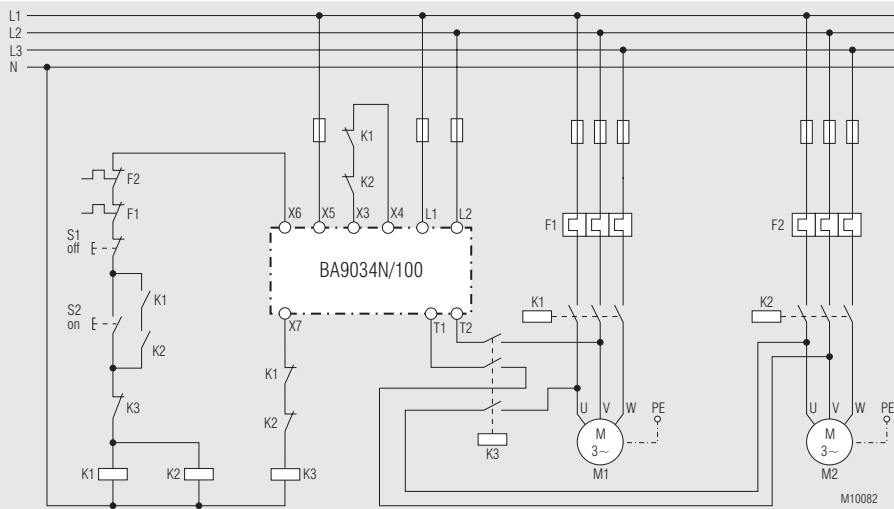 L1
L2
L3
N
K1
K2
F2
F1
S1
off
S2
on
K1
K2
K3
K1
K2
X6
X5
X3
X4
L1
L2
BA9034N/100
X7
T1
T2
K1
K2
K3
K3
F1
K1
U
V
W
PE
M
3~
M1
F2
K2
U
V
W
PE
M
3~
M2
M10082